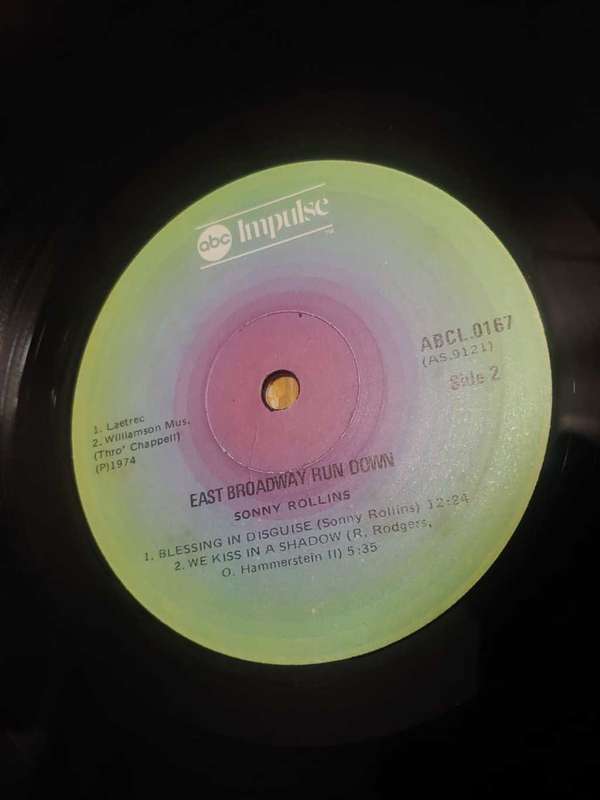 abc Impulse
TM
ABCL.0167
(AS.9121)
Side 2
1. Laetrec
2. Williamson Mus.
(Thro' Chappell)
(P)1974
EAST BROADWAY RUN DOWN
SONNY ROLLINS
1. BLESSING IN DISGUISE (Sonny Rollins) 12:24
2. WE KISS IN A SHADOW (R. Rodgers,
O. Hammerstein II) 5:35